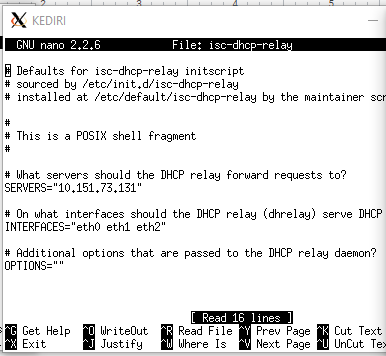 KEDIRI
GNU nano 2.2.6 File: isc-dhcp-relay
# Defaults for isc-dhcp-relay initscript
# sourced by /etc/init.d/isc-dhcp-relay
# installed at /etc/default/isc-dhcp-relay by the maintainer scr
#
# This is a POSIX shell fragment
#
# What servers should the DHCP relay forward requests to?
SERVERS="10.151.73.131"
# On what interfaces should the DHCP relay (dhrelay) serve DHCP
INTERFACES="eth0 eth1 eth2"
# Additional options that are passed to the DHCP relay daemon?
OPTIONS=""
[ Read 16 lines ]
^G Get Help ^O WriteOut ^R Read File ^Y Prev Page ^K Cut Text
^X Exit ^J Justify ^W Where Is ^V Next Page ^U UnCut Tex